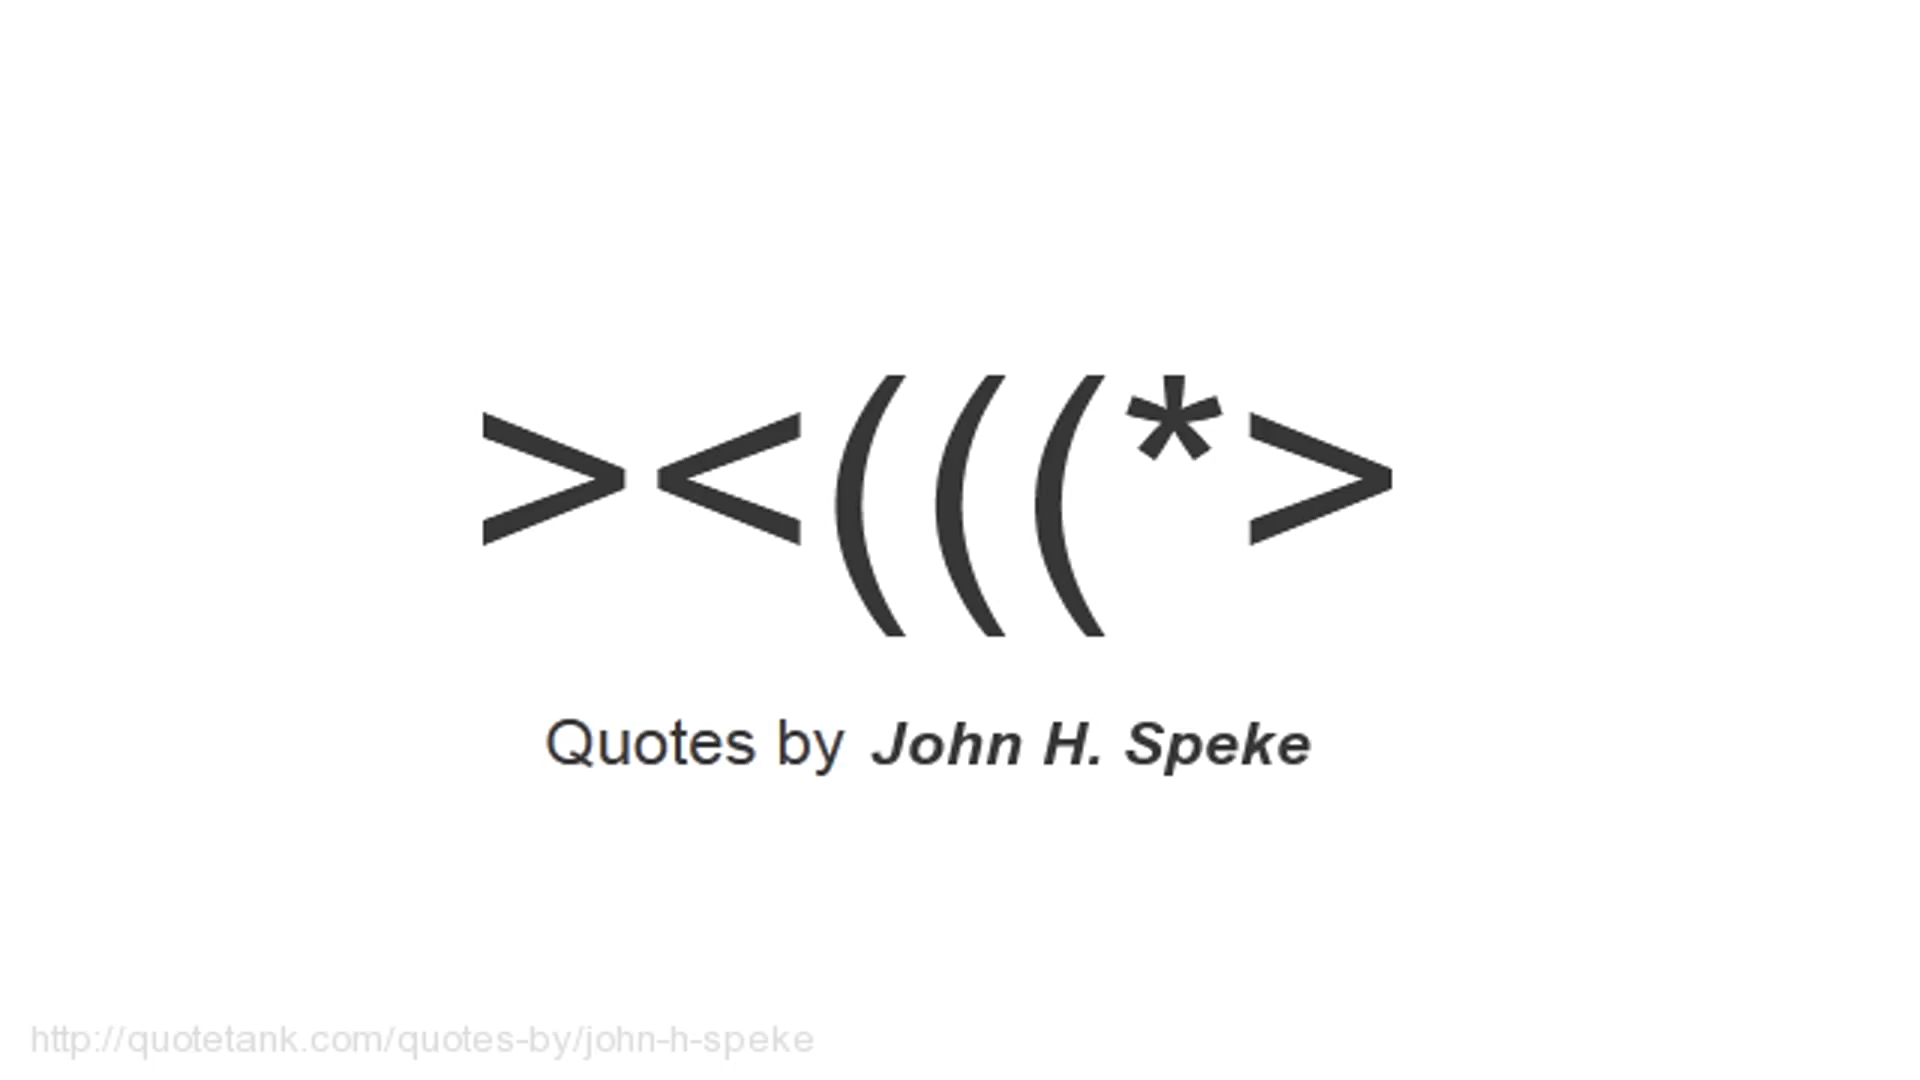 ><(((*>
Quotes by John H. Speke
http://quotetank.com/quotes-by/john-h-speke